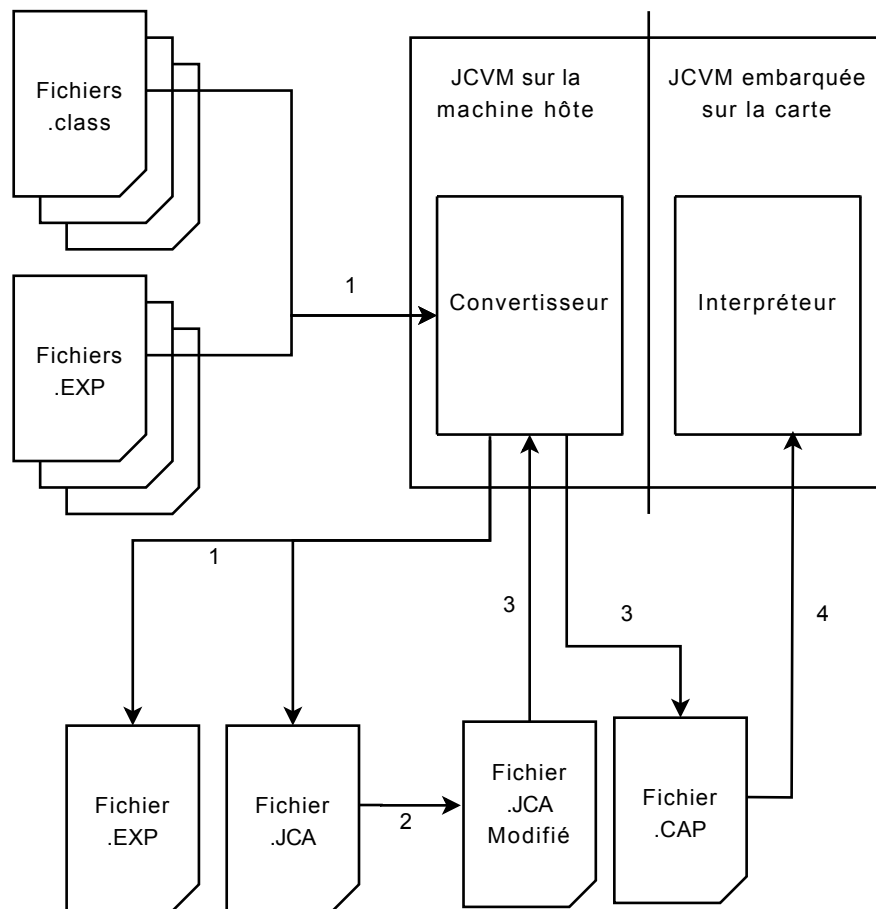 Fichiers
.class
JCVM sur la
machine hôte
JCVM embarquée
sur la carte
1
Convertisseur
Interpréteur
Fichiers
.EXP
1
3
3
4
Fichier
.EXP
Fichier
.JCA
2
Fichier
.JCA
Modifié
Fichier
.CAP